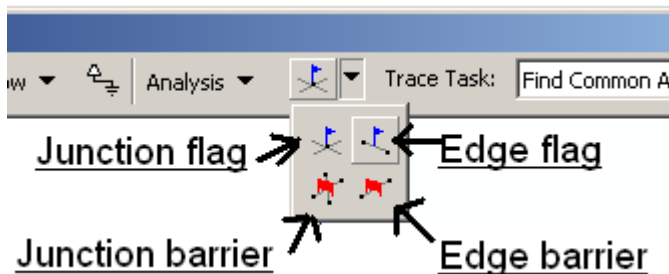 ow Analysis Trace Task: Find Common A
Junction flag Edge flag
Junction barrier Edge barrier